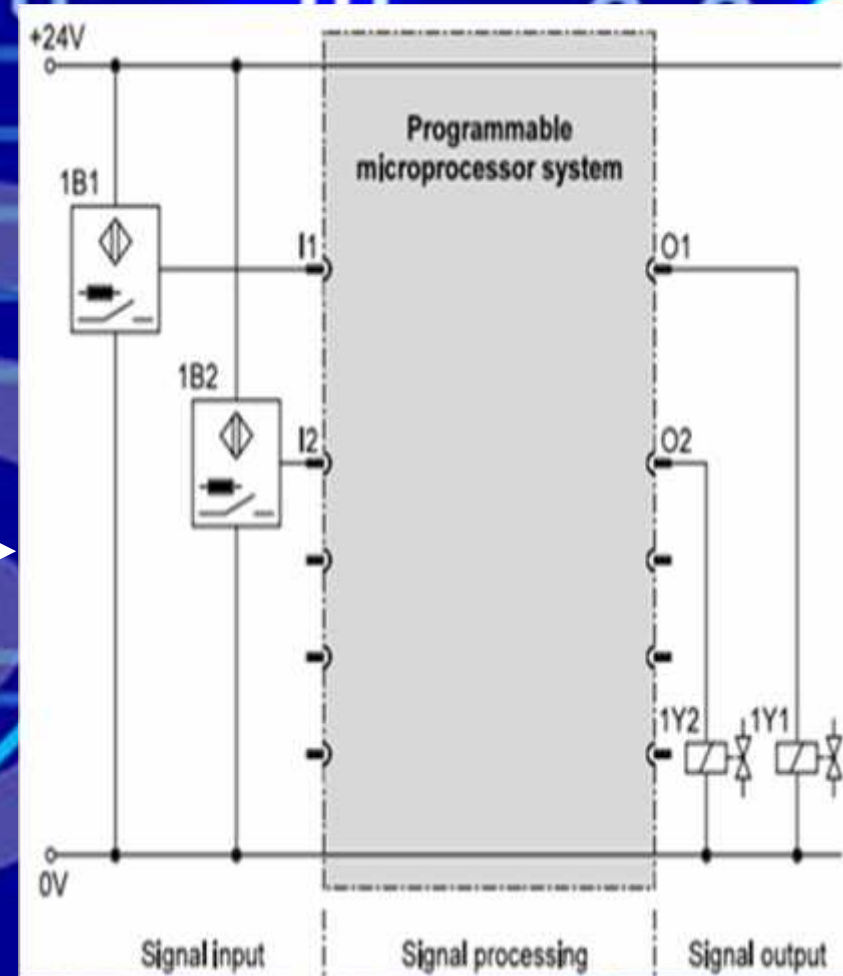 +24V
Programmable
microprocessor system
1B1
I1
O1
1B2
I2
O2
1Y2
1Y1
0V
Signal input
Signal processing
Signal output